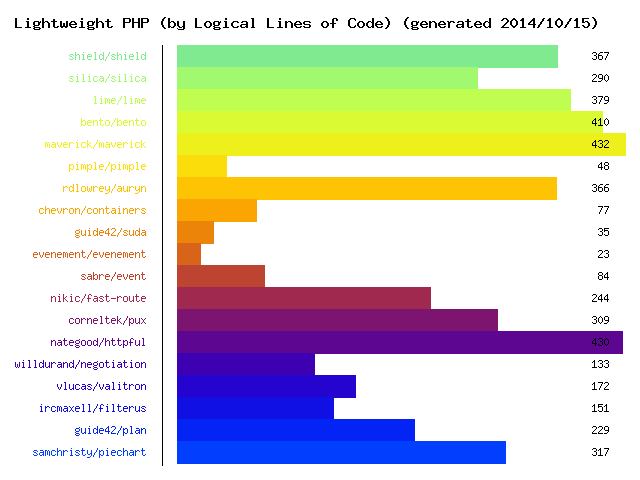 Lightweight PHP (by Logical Lines of Code) (generated 2014/10/15)
shield/shield 367
silica/silica 290
lime/lime 379
bento/bento 410
maverick/maverick 432
pimple/pimple 48
rdlowrey/auryn 366
chevron/containers 77
guide42/suda 35
evenement/evenement 23
sabre/event 84
nikic/fast-route 244
corneltek/pux 309
nategood/httpful 430
willdurand/negotiation 133
vlucas/valitron 172
ircmaxell/filterus 151
guide42/plan 229
samchristy/piechart 317